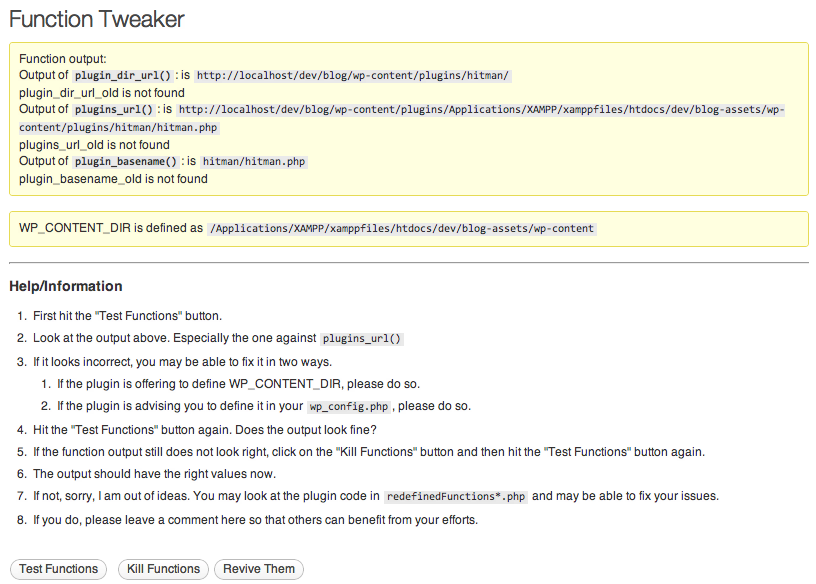 Function Tweaker
Function output:
Output of plugin_dir_url() : is http://localhost/dev/blog/wp-content/plugins/hitman/
plugin_dir_url_old is not found
Output of plugins_url() : is http://localhost/dev/blog/wp-content/plugins/Applications/XAMPP/xamppfiles/htdocs/dev/blog-assets/wp-
content/plugins/hitman/hitman.php
plugins_url_old is not found
Output of plugin_basename() : is hitman/hitman.php
plugin_basename_old is not found
WP_CONTENT_DIR is defined as /Applications/XAMPP/xamppfiles/htdocs/dev/blog-assets/wp-content
Help/Information
1. First hit the "Test Functions" button.
2. Look at the output above. Especially the one against plugins_url()
3. If it looks incorrect, you may be able to fix it in two ways.
1. If the plugin is offering to define WP_CONTENT_DIR, please do so.
2. If the plugin is advising you to define it in your wp_config.php, please do so.
4. Hit the "Test Functions" button again. Does the output look fine?
5. If the function output still does not look right, click on the "Kill Functions" button and then hit the "Test Functions" button again.
6. The output should have the right values now.
7. If not, sorry, I am out of ideas. You may look at the plugin code in redefinedFunctions*.php and may be able to fix your issues.
8. If you do, please leave a comment here so that others can benefit from your efforts.
Test Functions Kill Functions Revive Them